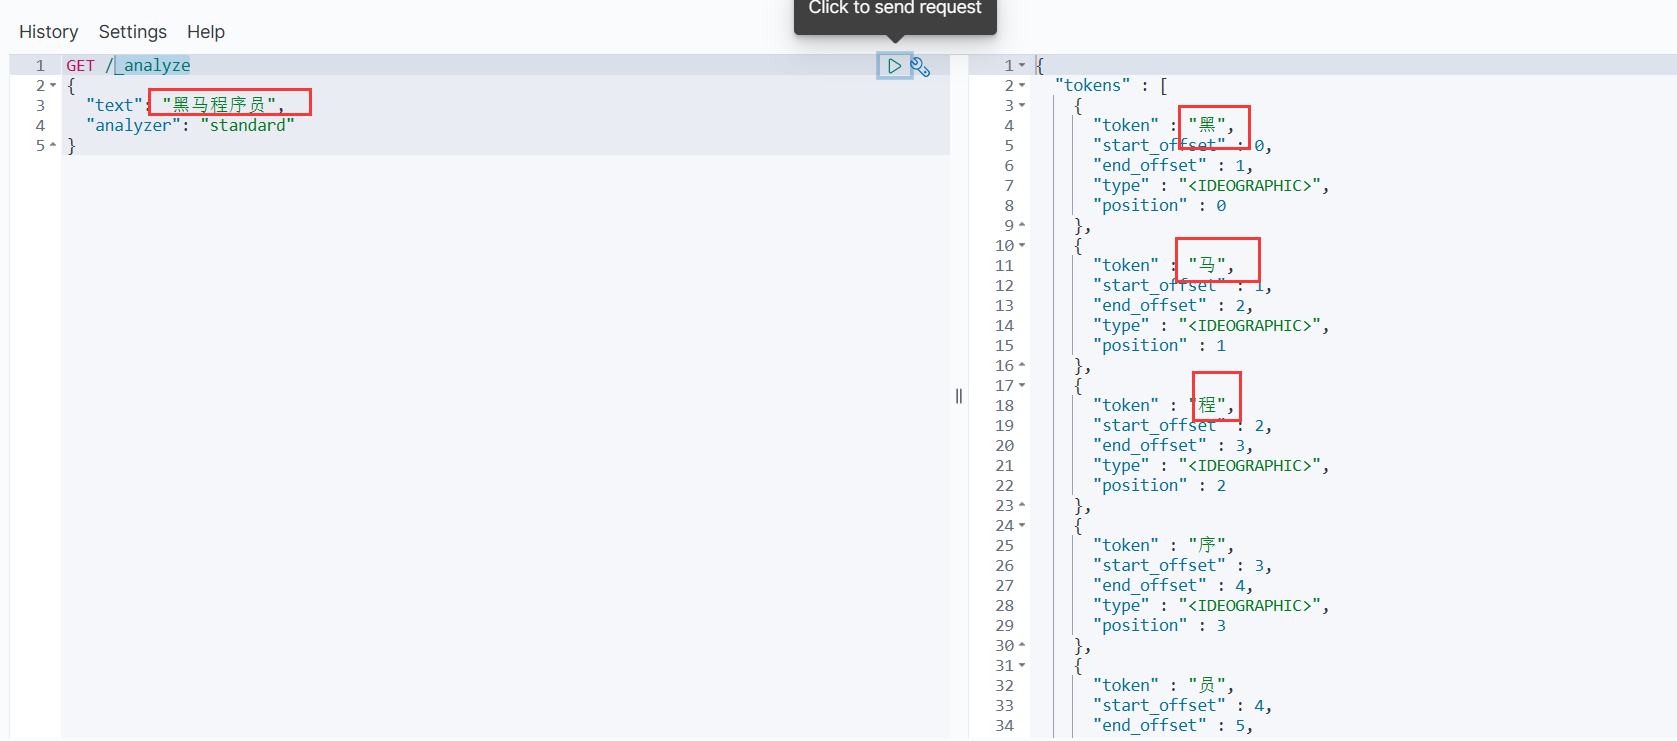 Click to send request
History Settings Help
1 GET /_analyze
2 {
3 "text": "黑马程序员",
4 "analyzer": "standard"
5 }
1 {
2 "tokens" : [
3 {
4 "token" : "黑",
5 "start_offset" : 0,
6 "end_offset" : 1,
7 "type" : "<IDEOGRAPHIC>",
8 "position" : 0
9 },
10 {
11 "token" : "马",
12 "start_offset" : 1,
13 "end_offset" : 2,
14 "type" : "<IDEOGRAPHIC>",
15 "position" : 1
16 },
17 {
18 "token" : "程",
19 "start_offset" : 2,
20 "end_offset" : 3,
21 "type" : "<IDEOGRAPHIC>",
22 "position" : 2
23 },
24 {
25 "token" : "序",
26 "start_offset" : 3,
27 "end_offset" : 4,
28 "type" : "<IDEOGRAPHIC>",
29 "position" : 3
30 },
31 {
32 "token" : "员",
33 "start_offset" : 4,
34 "end_offset" : 5,